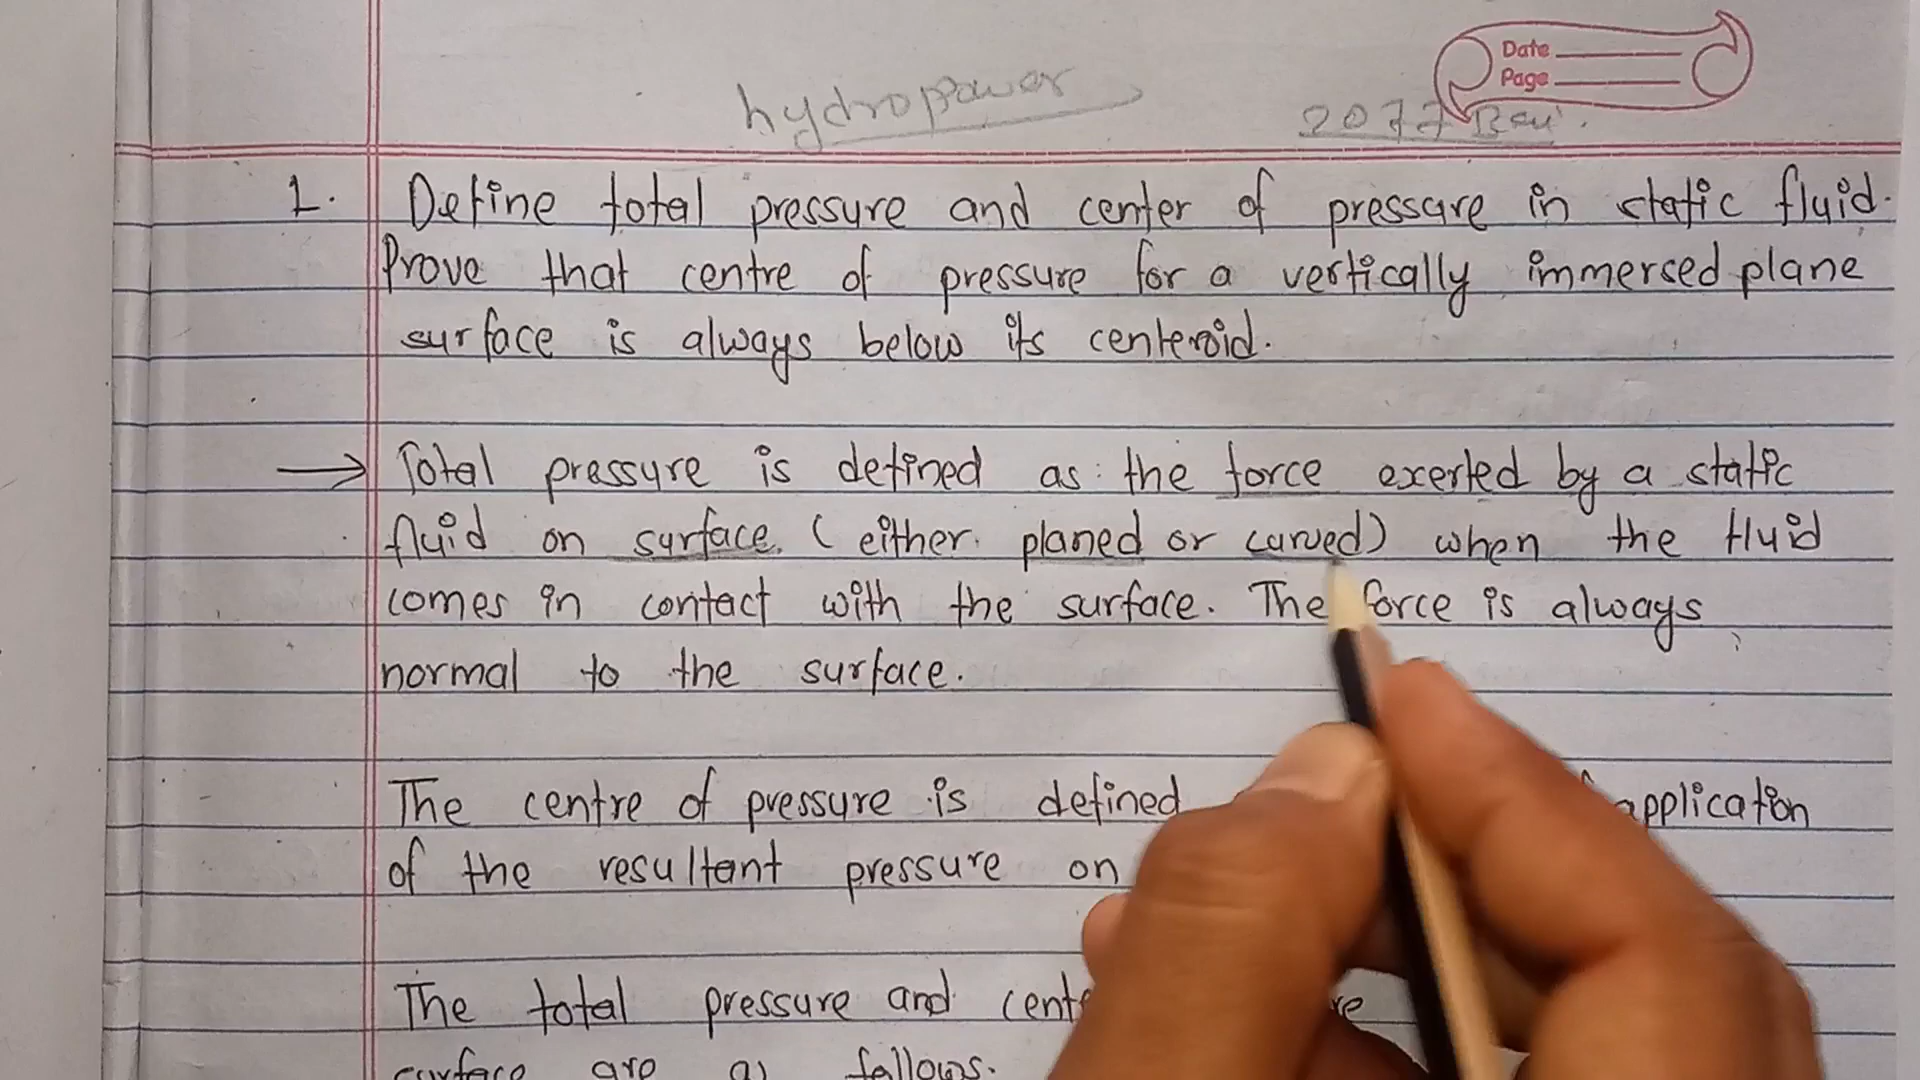 Date
Page
hydropower
2077
1. Define total pressure and center of pressure in static fluid.
Prove that centre of pressure for a vertically immersed plane
surface is always below its centeroid.
→ Total pressure is defined as the force exerted by a static
fluid on surface (either planed or curved) when the fluid
comes in contact with the surface. The force is always
normal to the surface.
The centre of pressure is defined application
of the resultant pressure on
The total pressure and
surface are as follows.